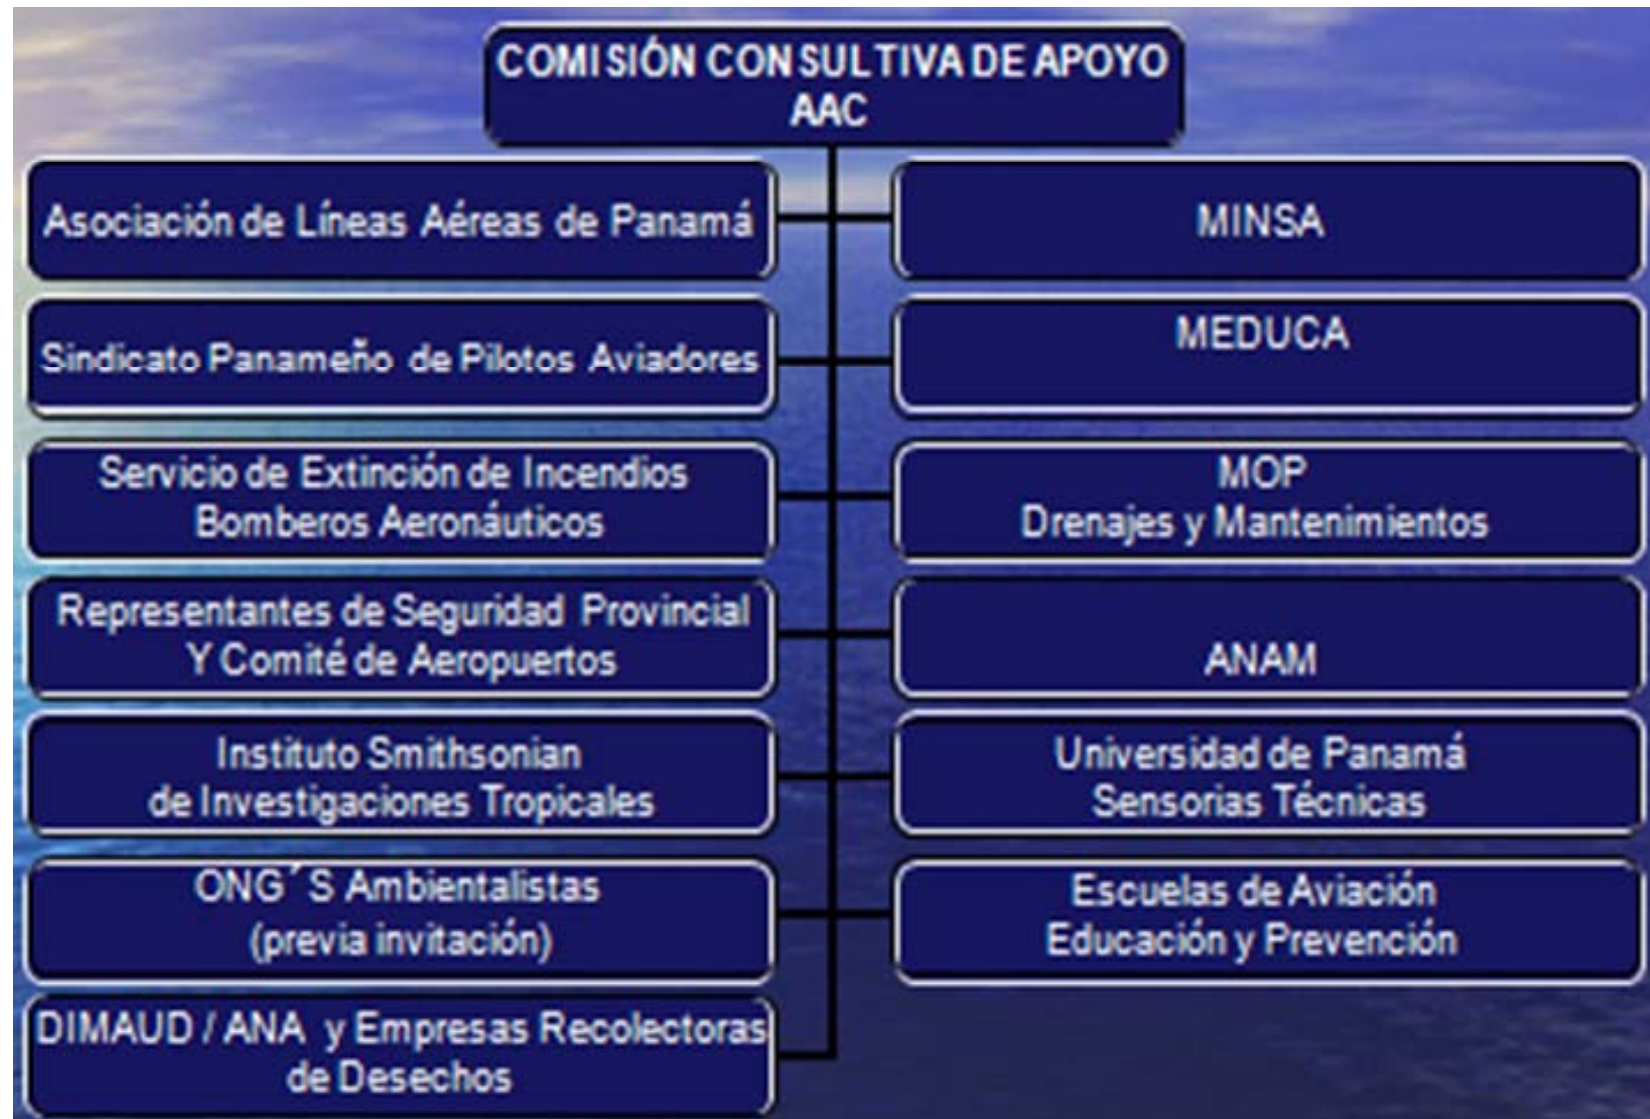 COMISIÓN CONSULTIVA DE APOYO
AAC
Asociación de Líneas Aéreas de Panamá
MINSA
Sindicato Panameño de Pilotos Aviadores
MEDUCA
Servicio de Extinción de Incendios
Bomberos Aeronáuticos
MOP
Drenajes y Mantenimientos
Representantes de Seguridad Provincial
Y Comité de Aeropuertos
ANAM
Instituto Smithsonian
de Investigaciones Tropicales
Universidad de Panamá
Sensorias Técnicas
ONG´S Ambientalistas
(previa invitación)
Escuelas de Aviación
Educación y Prevención
DIMAUD / ANA y Empresas Recolectoras
de Desechos